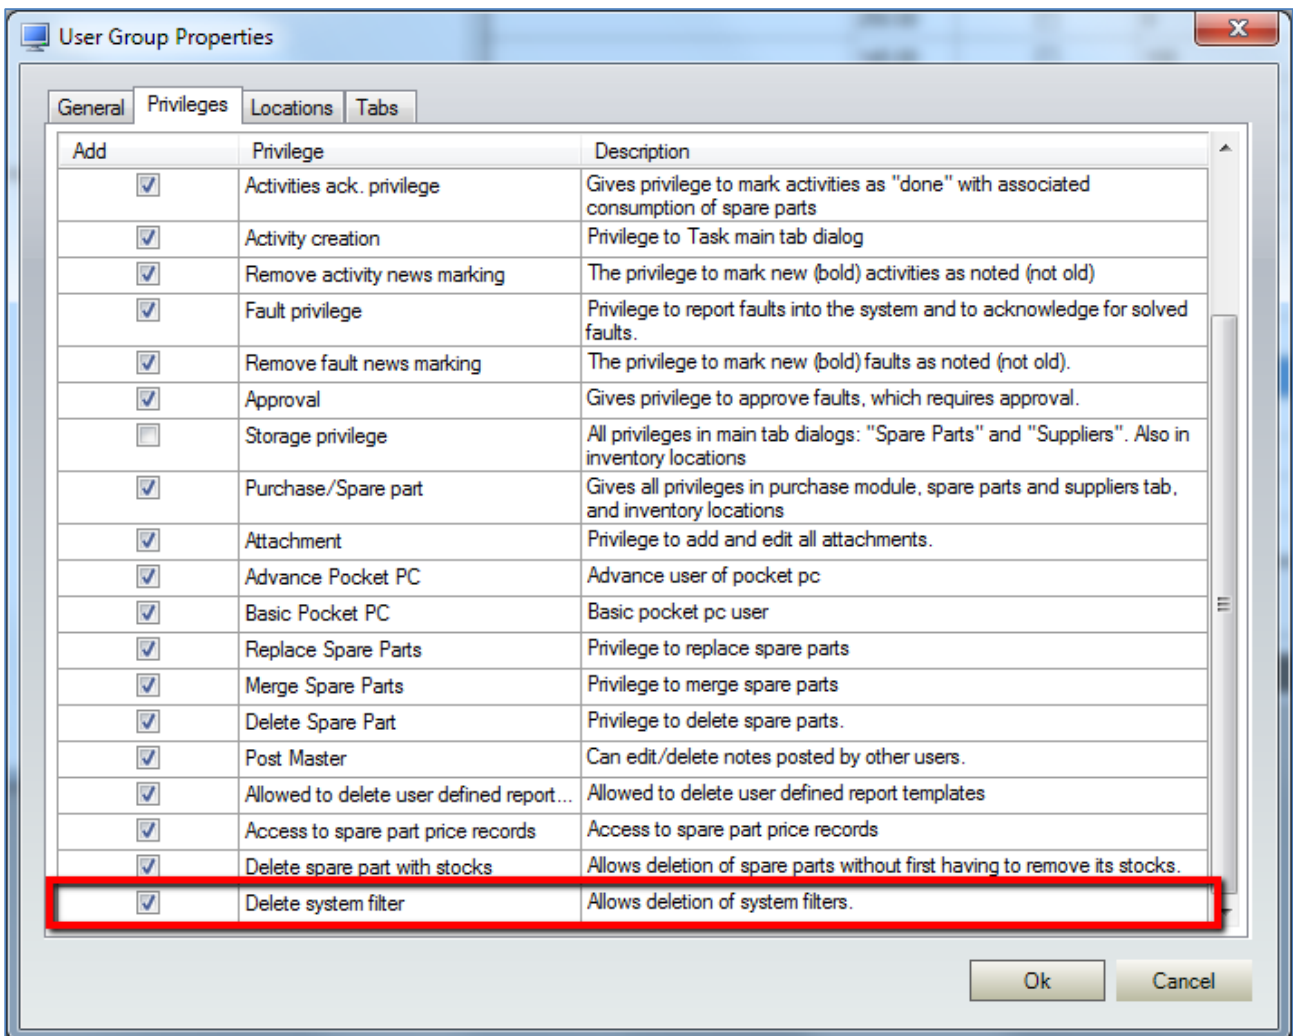 User Group Properties
X
General Privileges Locations Tabs
Add Privilege Description
Activities ack. privilege Gives privilege to mark activities as "done" with associated
consumption of spare parts
Activity creation Privilege to Task main tab dialog
Remove activity news marking The privilege to mark new (bold) activities as noted (not old)
Fault privilege Privilege to report faults into the system and to acknowledge for solved
faults.
Remove fault news marking The privilege to mark new (bold) faults as noted (not old).
Approval Gives privilege to approve faults, which requires approval.
Storage privilege All privileges in main tab dialogs: "Spare Parts" and "Suppliers". Also in
inventory locations
Purchase/Spare part Gives all privileges in purchase module, spare parts and suppliers tab,
and inventory locations
Attachment Privilege to add and edit all attachments.
Advance Pocket PC Advance user of pocket pc
Basic Pocket PC Basic pocket pc user
Replace Spare Parts Privilege to replace spare parts
Merge Spare Parts Privilege to merge spare parts
Delete Spare Part Privilege to delete spare parts.
Post Master Can edit/delete notes posted by other users.
Allowed to delete user defined report... Allowed to delete user defined report templates
Access to spare part price records Access to spare part price records
Delete spare part with stocks Allows deletion of spare parts without first having to remove its stocks.
Delete system filter Allows deletion of system filters.
Ok Cancel